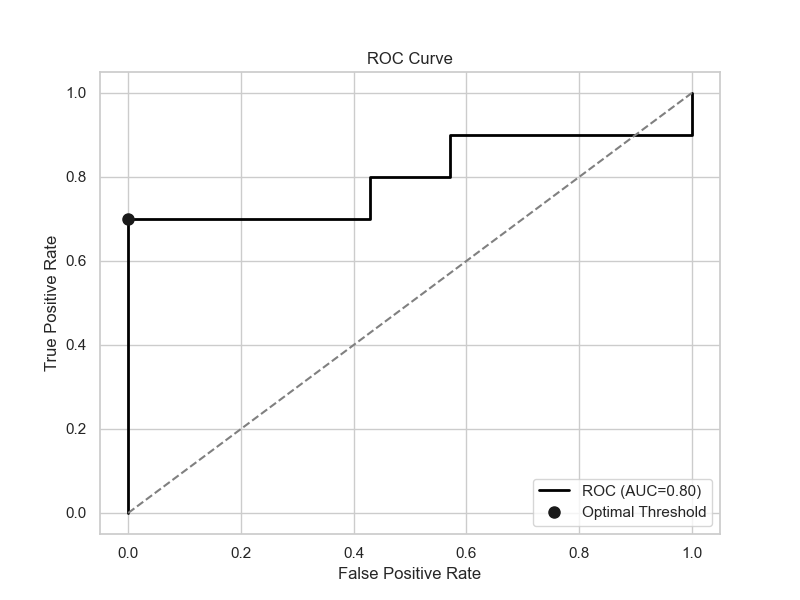 ROC Curve
1.0
0.8
0.6
0.4
0.2
0.0
True Positive Rate
0.0 0.2 0.4 0.6 0.8 1.0
False Positive Rate
ROC (AUC=0.80)
Optimal Threshold